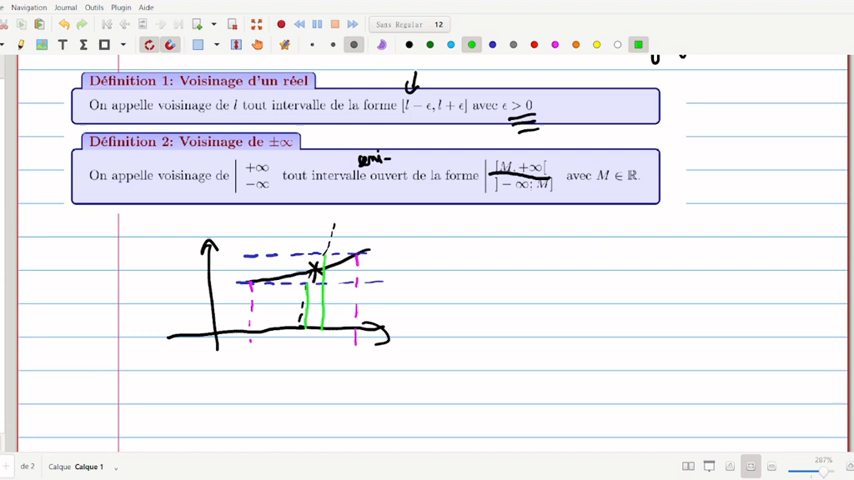 Navigation Journal Outils Plugin Aide
Sans Regular 12
Définition 1: Voisinage d'un réel
On appelle voisinage de l tout intervalle de la forme [l − ϵ, l + ϵ] avec ϵ > 0
Définition 2: Voisinage de ±∞
semi-
On appelle voisinage de | +∞ −∞ tout intervalle ouvert de la forme | [M, +∞[ ] − ∞; M] avec M ∈ ℝ.
de 2 Calque Calque 1 287%